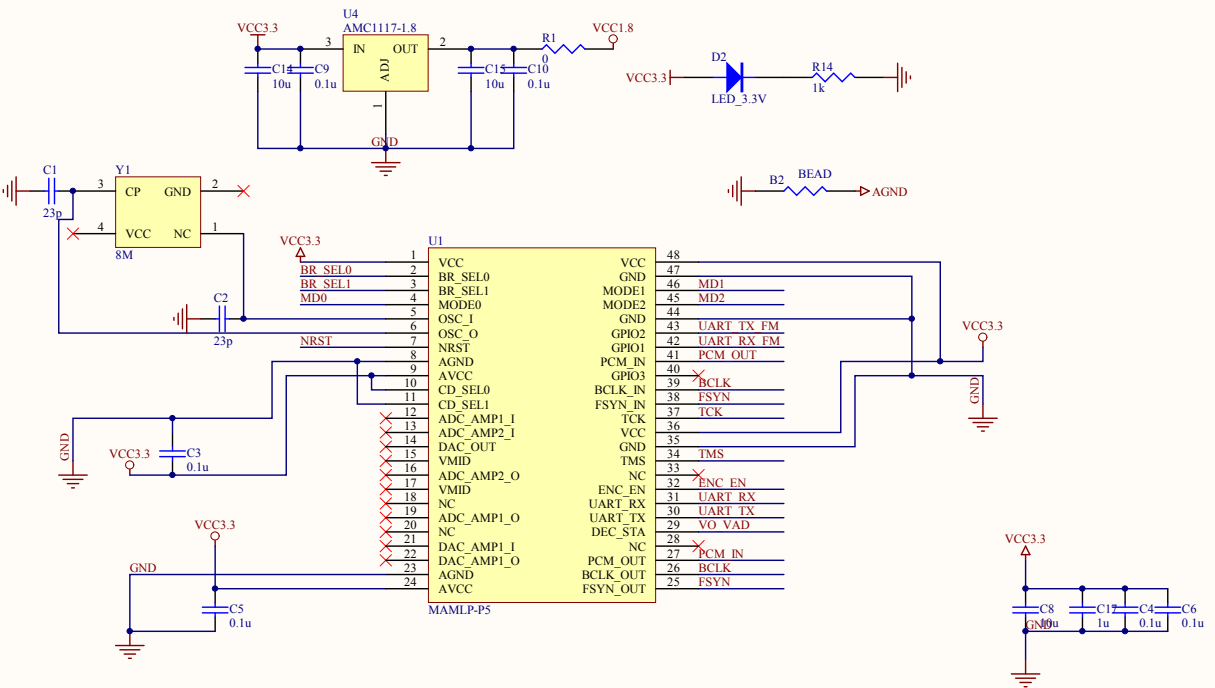 U4
AMC1117-1.8
VCC3.3
VCC1.8
3 IN OUT 2
ADJ
1
R1
0
C14
10u
C9
0.1u
C15
10u
C10
0.1u
GND
D2
VCC3.3
LED_3.3V
R14
1k
C1
23p
Y1
3 CP GND 2
4 VCC NC 1
8M
B2 BEAD
AGND
C2
23p
U1
VCC3.3
1 VCC
BR_SEL0 2 BR_SEL0
BR_SEL1 3 BR_SEL1
MD0 4 MODE0
5 OSC_I
6 OSC_O
NRST 7 NRST
8 AGND
9 AVCC
10 CD_SEL0
11 CD_SEL1
12 ADC_AMP1_I
13 ADC_AMP2_I
14 DAC_OUT
15 VMID
16 ADC_AMP2_O
17 VMID
18 NC
19 ADC_AMP1_O
20 NC
21 DAC_AMP1_I
22 DAC_AMP1_O
23 AGND
24 AVCC
VCC 48
GND 47
MODE1 46 MD1
MODE2 45 MD2
GND 44
GPIO2 43 UART_TX_FM
GPIO1 42 UART_RX_FM
PCM_IN 41 PCM_OUT
GPIO3 40
BCLK_IN 39 BCLK
FSYN_IN 38 FSYN
TCK 37 TCK
VCC 36
GND 35
TMS 34 TMS
NC 33
ENC_EN 32 ENC_EN
UART_RX 31 UART_RX
UART_TX 30 UART_TX
DEC_STA 29 VO_VAD
NC 28
PCM_OUT 27 PCM_IN
BCLK_OUT 26 BCLK
FSYN_OUT 25 FSYN
MAMLP-P5
VCC3.3
GND
GND
VCC3.3
C3
0.1u
VCC3.3
GND
C5
0.1u
VCC3.3
C8
10u
GND
C17
1u
C4
0.1u
C6
0.1u